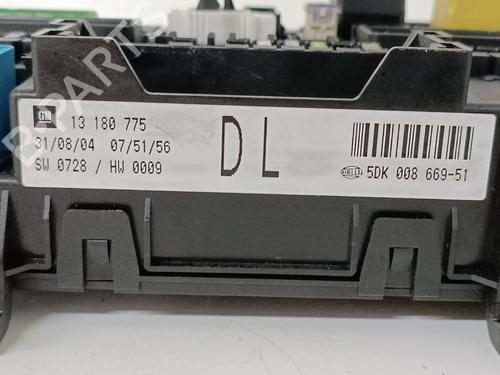 GM 13 180 775
31/08/04 07/51/56
SW 0728 / HW 0009
DL
HELLA 5DK 008 669-51
B-PARTS